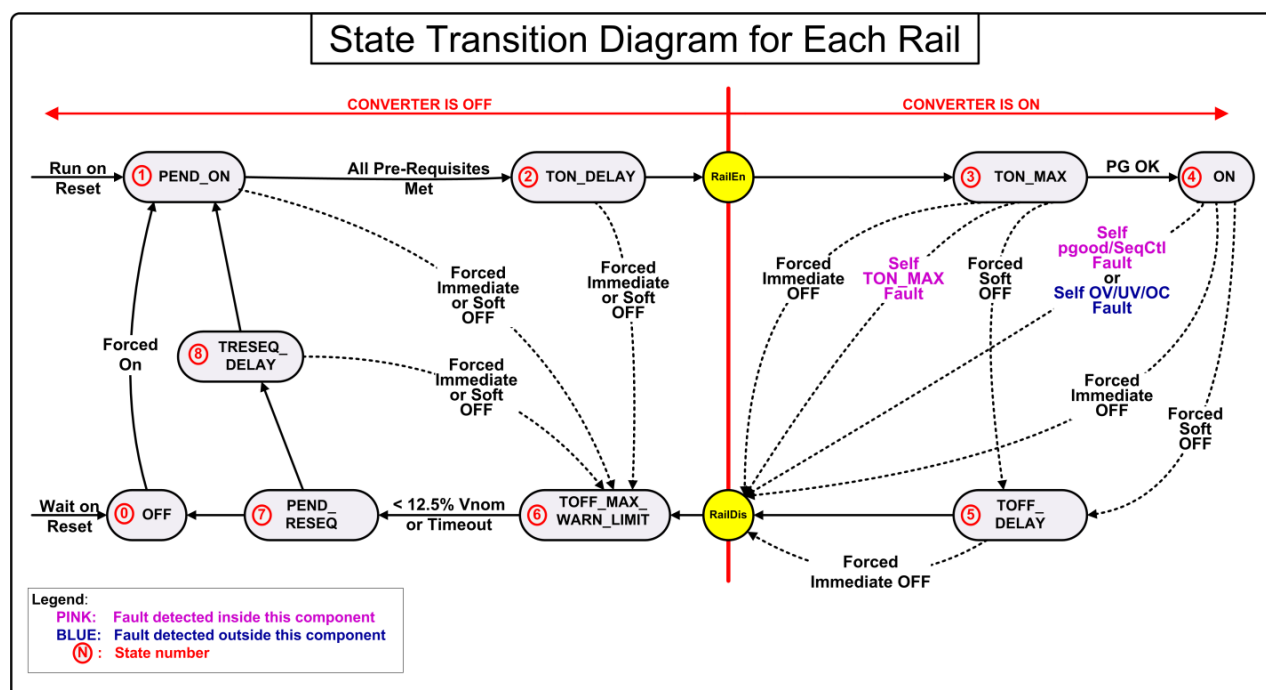 State Transition Diagram for Each Rail
CONVERTER IS OFF
CONVERTER IS ON
Run on
Reset
1 PEND_ON
All Pre-Requisites
Met
2 TON_DELAY
RailEn
3 TON_MAX
PG OK
4 ON
Forced
Immediate
or Soft
OFF
Forced
Immediate
or Soft
OFF
Forced
Immediate
OFF
Self
TON_MAX
Fault
Forced
Soft
OFF
Self
pgood/SeqCtl
Fault
or
Self OV/UV/OC
Fault
Forced
On
8 TRESEQ_
DELAY
Forced
Immediate
or Soft
OFF
Forced
Immediate
OFF
Forced
Soft
OFF
Wait on
Reset
0 OFF
7 PEND_
RESEQ
< 12.5% Vnom
or Timeout
6 TOFF_MAX_
WARN_LIMIT
RailDis
5 TOFF_
DELAY
Forced
Immediate OFF
Legend:
PINK: Fault detected inside this component
BLUE: Fault detected outside this component
N : State number